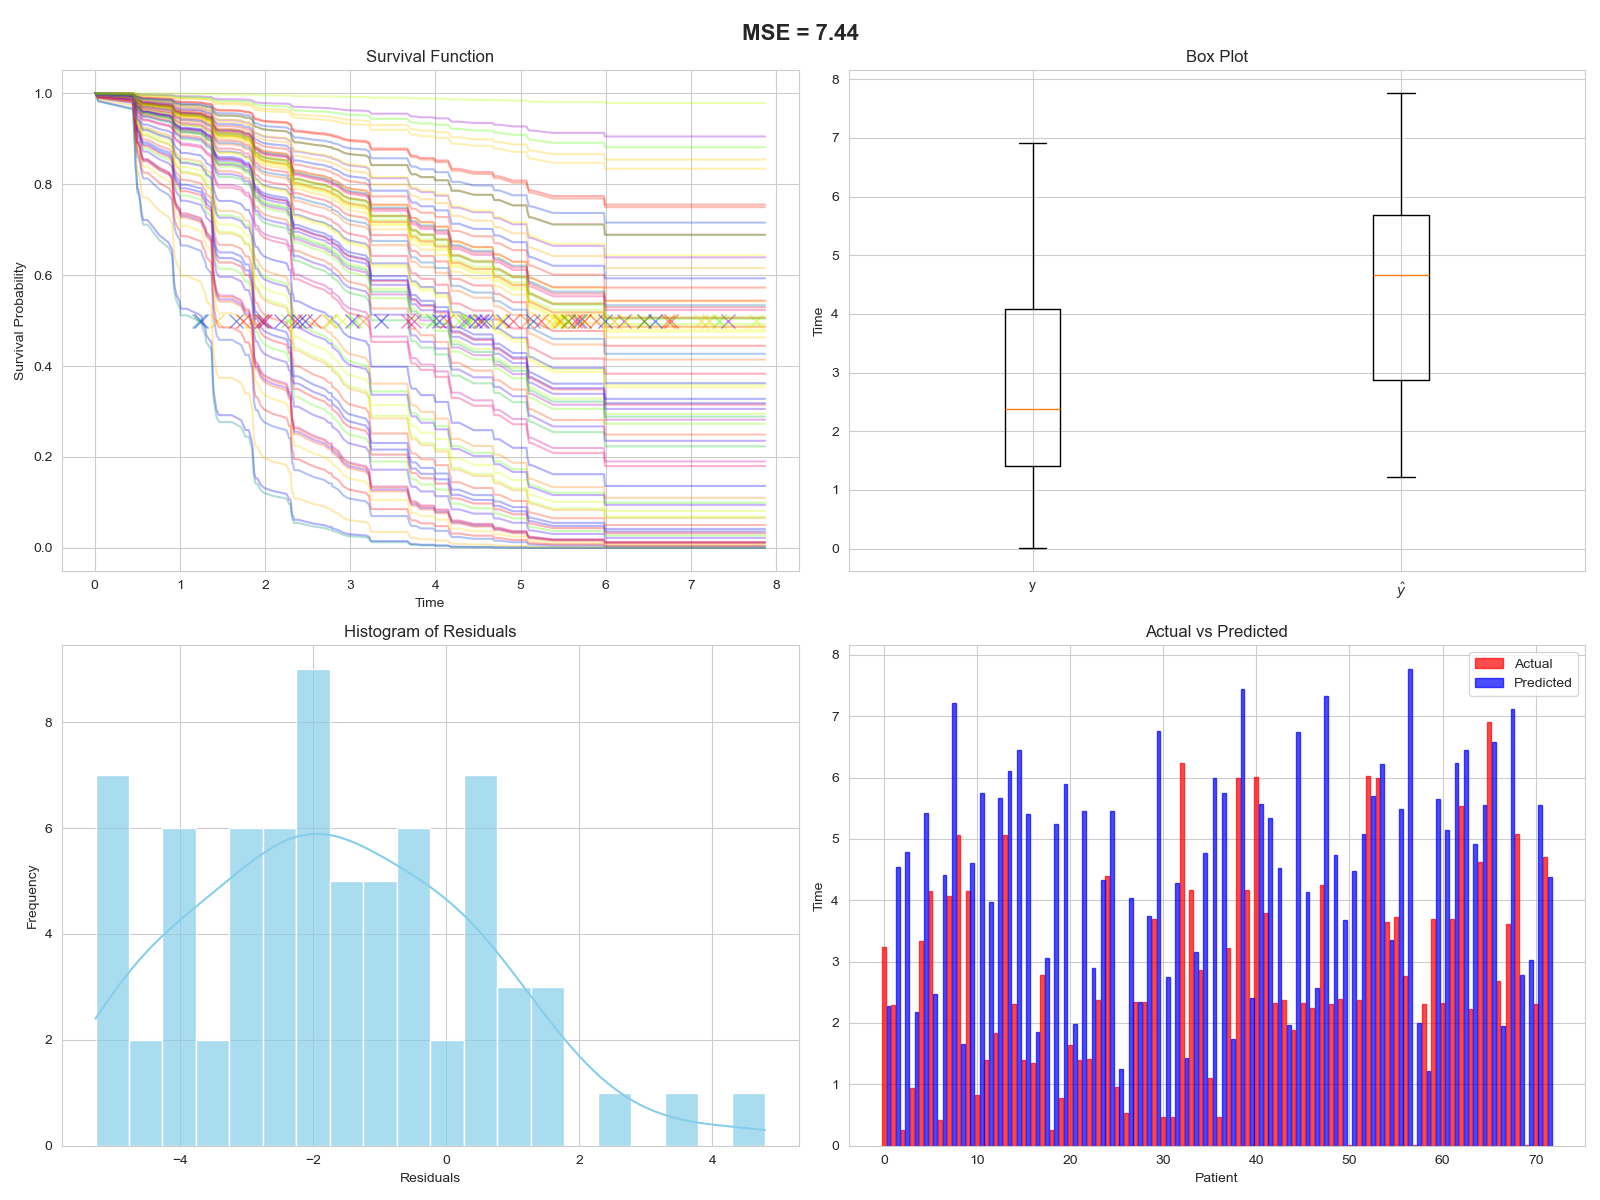 MSE = 7.44
Survival Function
1.0
0.8
0.6
0.4
0.2
0.0
Survival Probability
0 1 2 3 4 5 6 7 8
Time
Box Plot
8
7
6
5
4
3
2
1
0
Time
y ŷ
Histogram of Residuals
8
6
4
2
0
Frequency
−4 −2 0 2 4
Residuals
Actual vs Predicted
Actual
Predicted
8
7
6
5
4
3
2
1
0
Time
0 10 20 30 40 50 60 70
Patient